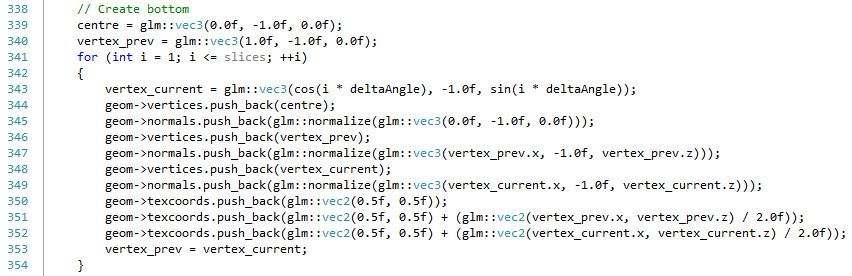 338 // Create bottom
339 centre = glm::vec3(0.0f, -1.0f, 0.0f);
340 vertex_prev = glm::vec3(1.0f, -1.0f, 0.0f);
341 for (int i = 1; i <= slices; ++i)
342 {
343 vertex_current = glm::vec3(cos(i * deltaAngle), -1.0f, sin(i * deltaAngle));
344 geom->vertices.push_back(centre);
345 geom->normals.push_back(glm::normalize(glm::vec3(0.0f, -1.0f, 0.0f)));
346 geom->vertices.push_back(vertex_prev);
347 geom->normals.push_back(glm::normalize(glm::vec3(vertex_prev.x, -1.0f, vertex_prev.z)));
348 geom->vertices.push_back(vertex_current);
349 geom->normals.push_back(glm::normalize(glm::vec3(vertex_current.x, -1.0f, vertex_current.z)));
350 geom->texcoords.push_back(glm::vec2(0.5f, 0.5f));
351 geom->texcoords.push_back(glm::vec2(0.5f, 0.5f) + (glm::vec2(vertex_prev.x, vertex_prev.z) / 2.0f));
352 geom->texcoords.push_back(glm::vec2(0.5f, 0.5f) + (glm::vec2(vertex_current.x, vertex_current.z) / 2.0f));
353 vertex_prev = vertex_current;
354 }